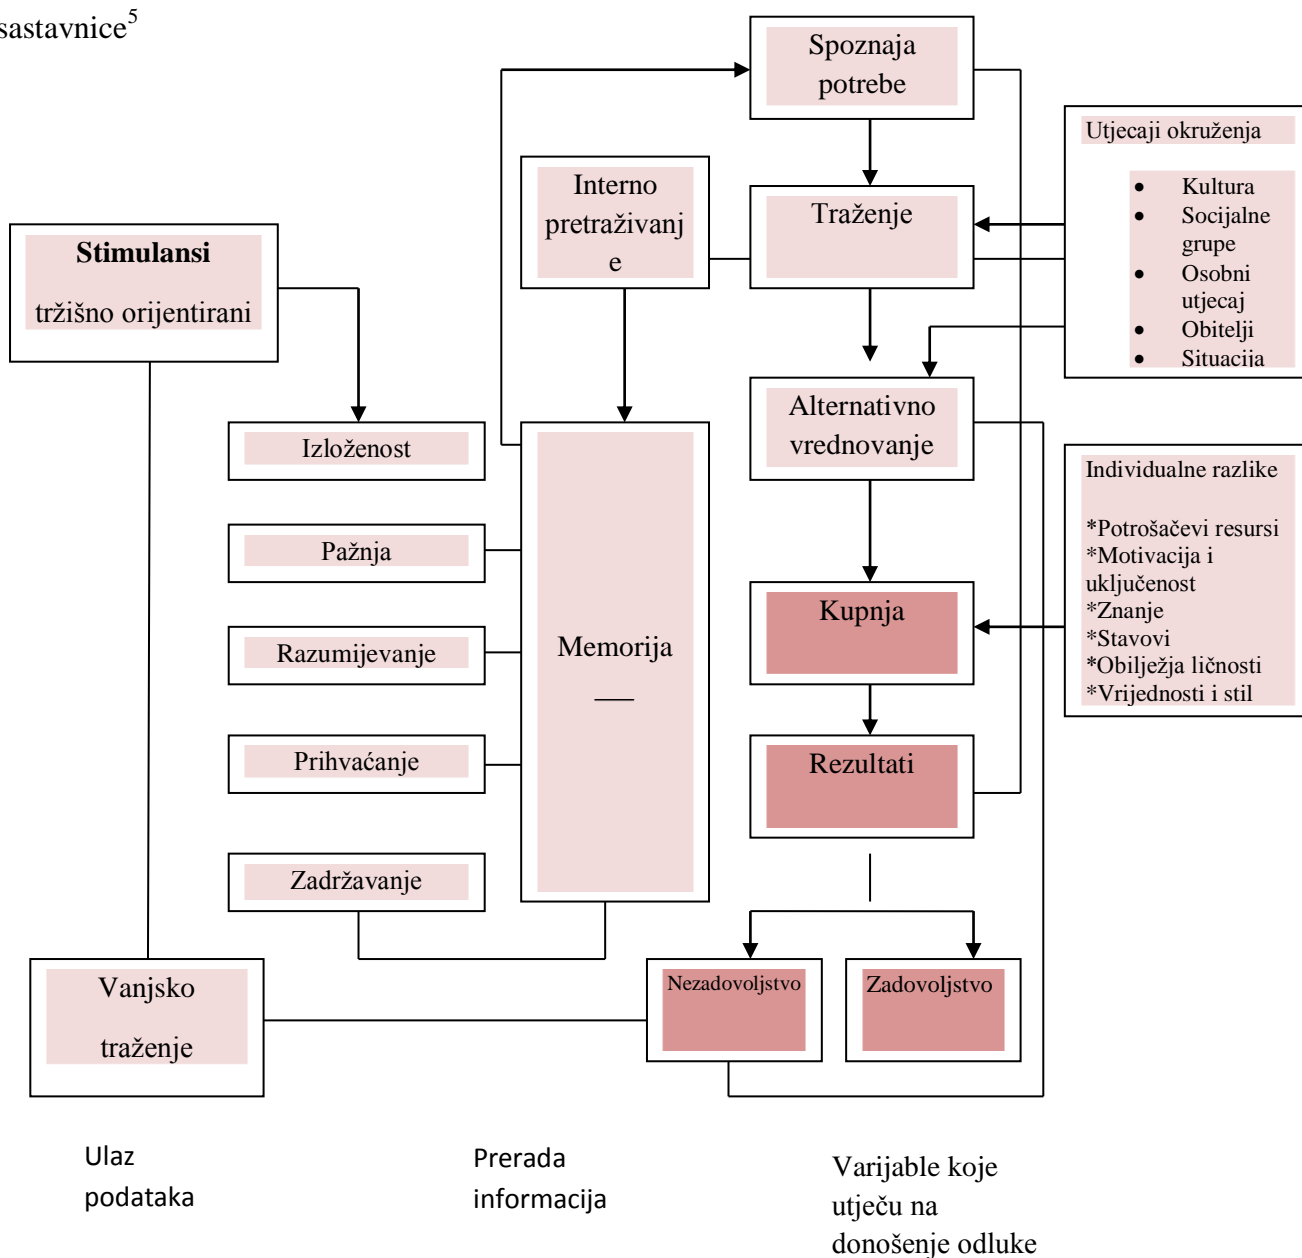 sastavnice5
Spoznaja
potrebe
Utjecaji okruženja
• Kultura
• Socijalne
grupe
• Osobni
utjecaj
• Obitelji
• Situacija
Interno
pretraživanj
e
Traženje
Stimulansi
tržišno orijentirani
Alternativno
vrednovanje
Izloženost
Individualne razlike
*Potrošačevi resursi
*Motivacija i
uključenost
*Znanje
*Stavovi
*Obilježja ličnosti
*Vrijednosti i stil
Pažnja
Kupnja
Razumijevanje
Memorija
Prihvaćanje
Rezultati
Zadržavanje
Vanjsko
traženje
Nezadovoljstvo
Zadovoljstvo
Ulaz
podataka
Prerada
informacija
Varijable koje
utječu na
donošenje odluke